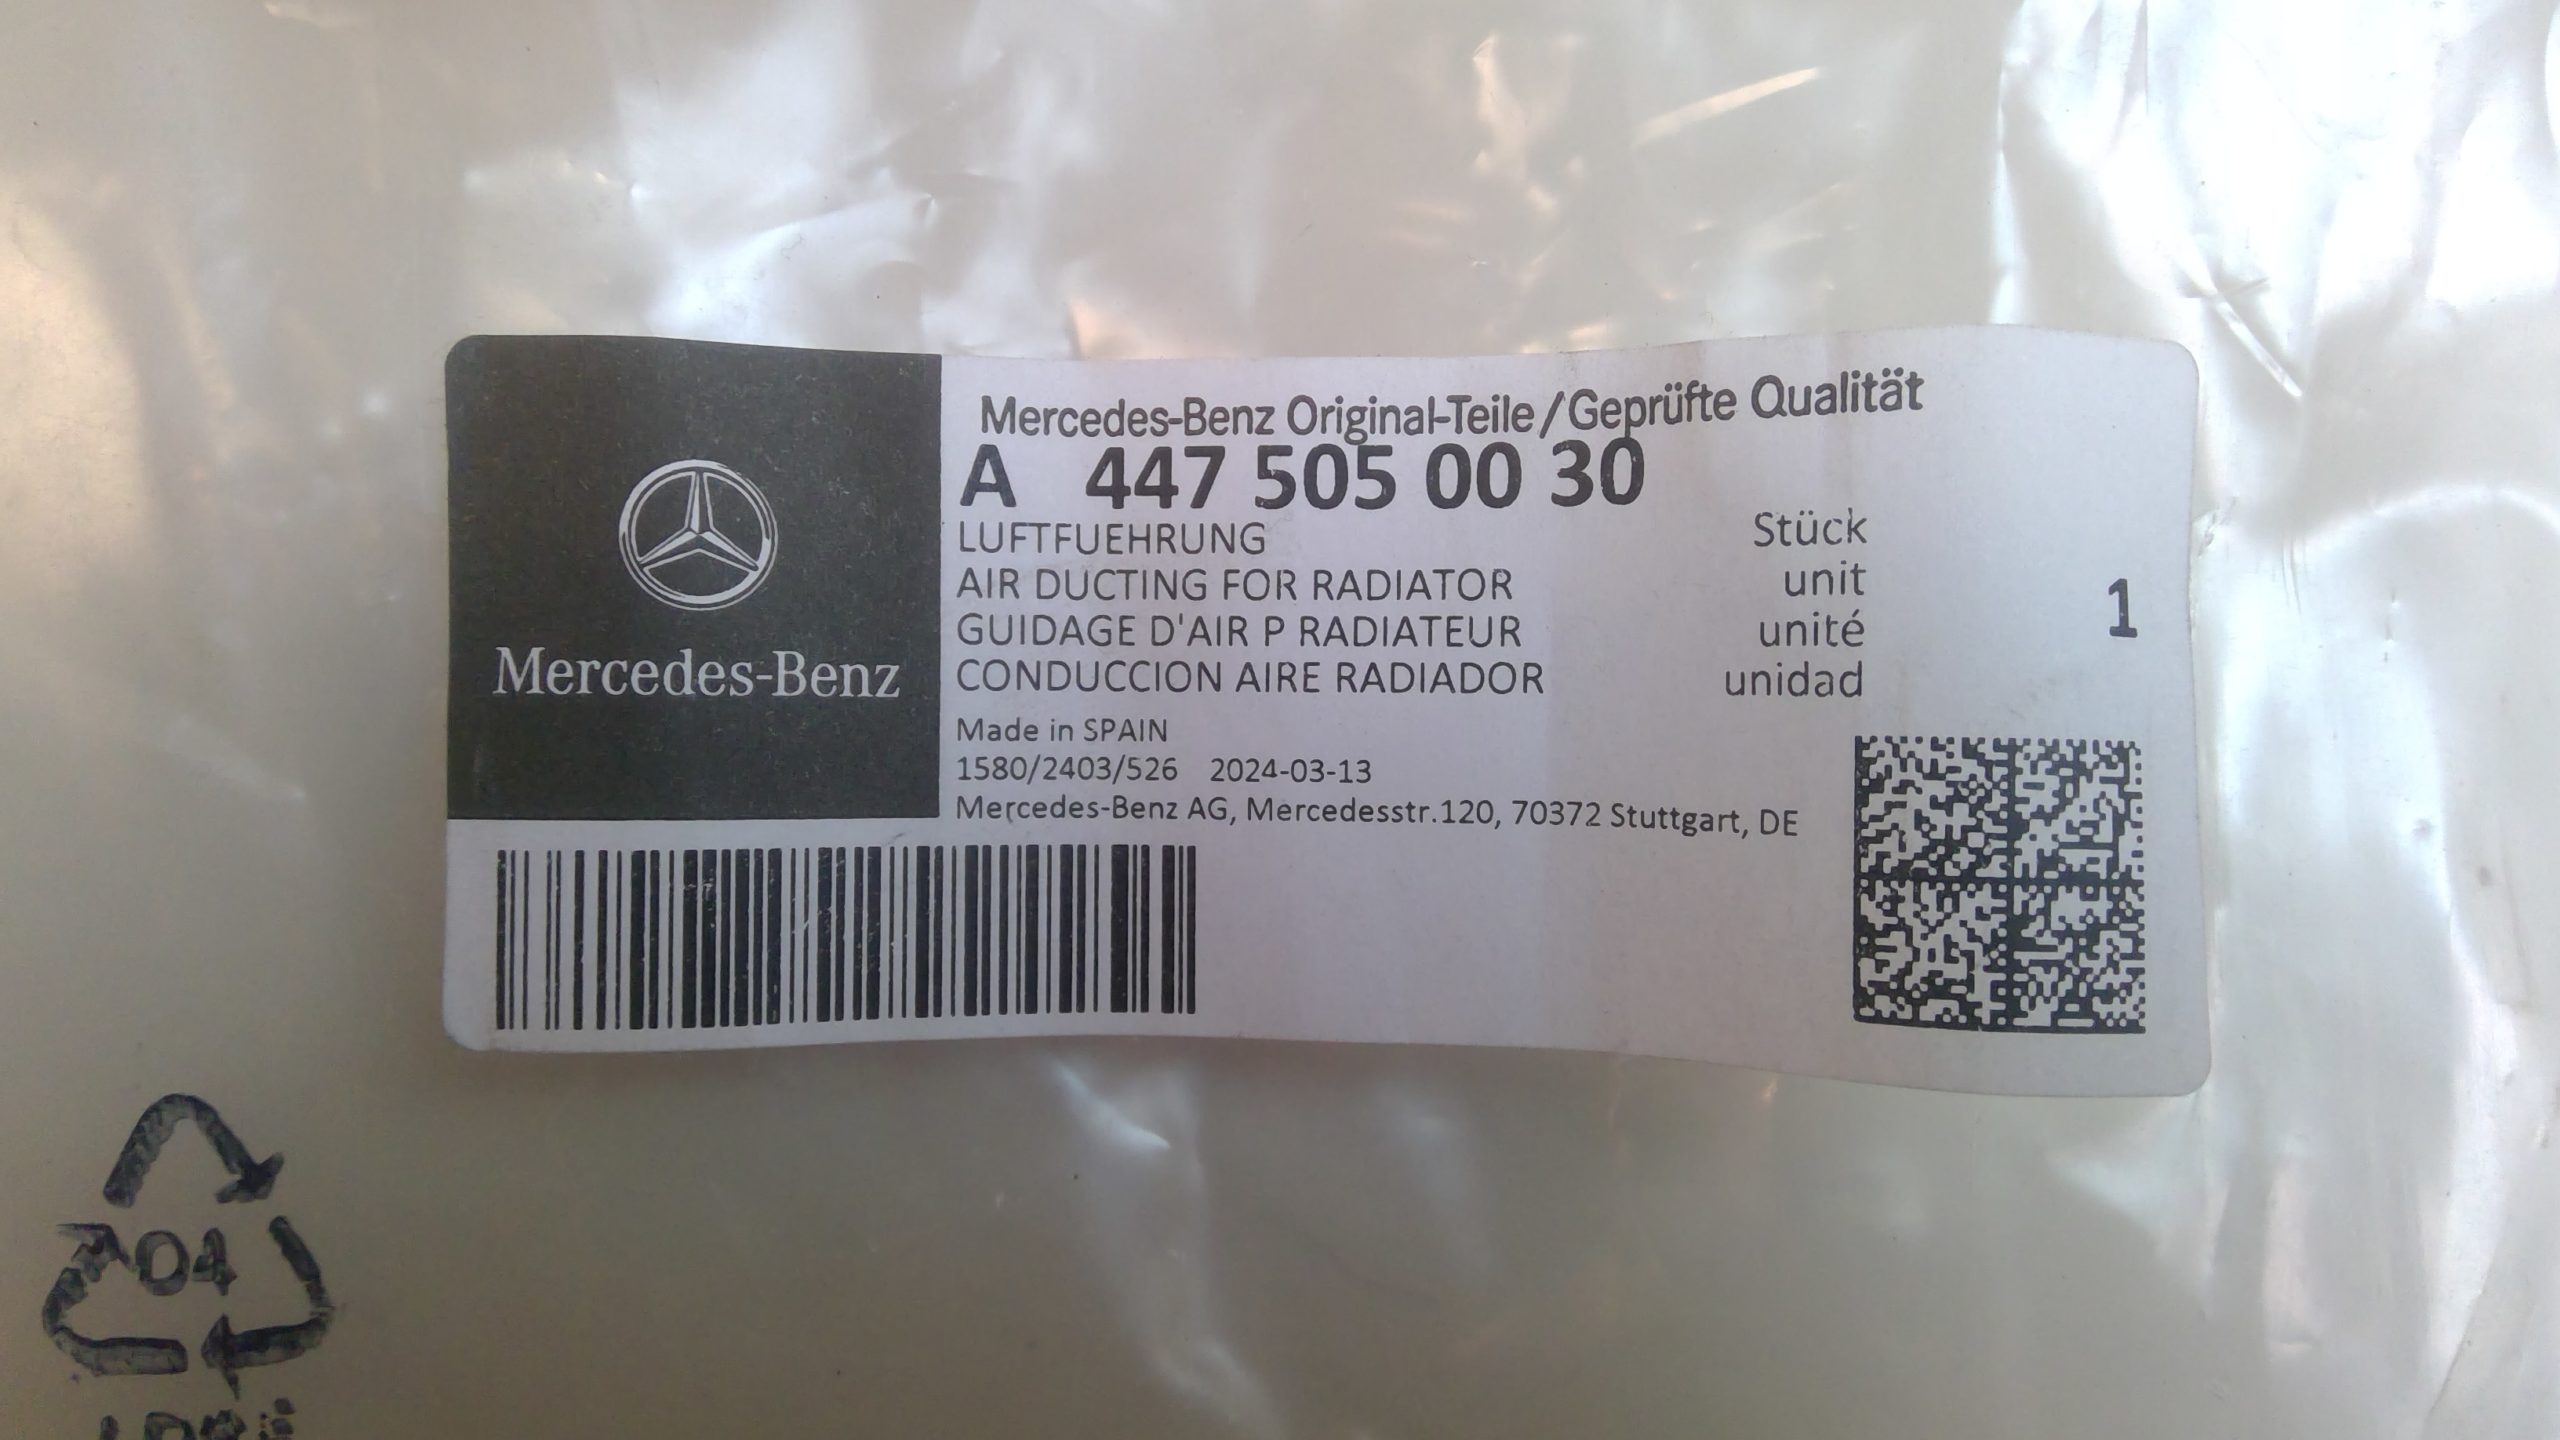 Mercedes-Benz Original-Teile/Geprüfte Qualität
A 447 505 00 30
LUFTFUEHRUNG Stück
AIR DUCTING FOR RADIATOR unit
GUIDAGE D'AIR P RADIATEUR unité
CONDUCCION AIRE RADIADOR unidad
1
Mercedes-Benz
Made in SPAIN
1580/2403/526 2024-03-13
Mercedes-Benz AG, Mercedesstr.120, 70372 Stuttgart, DE
04